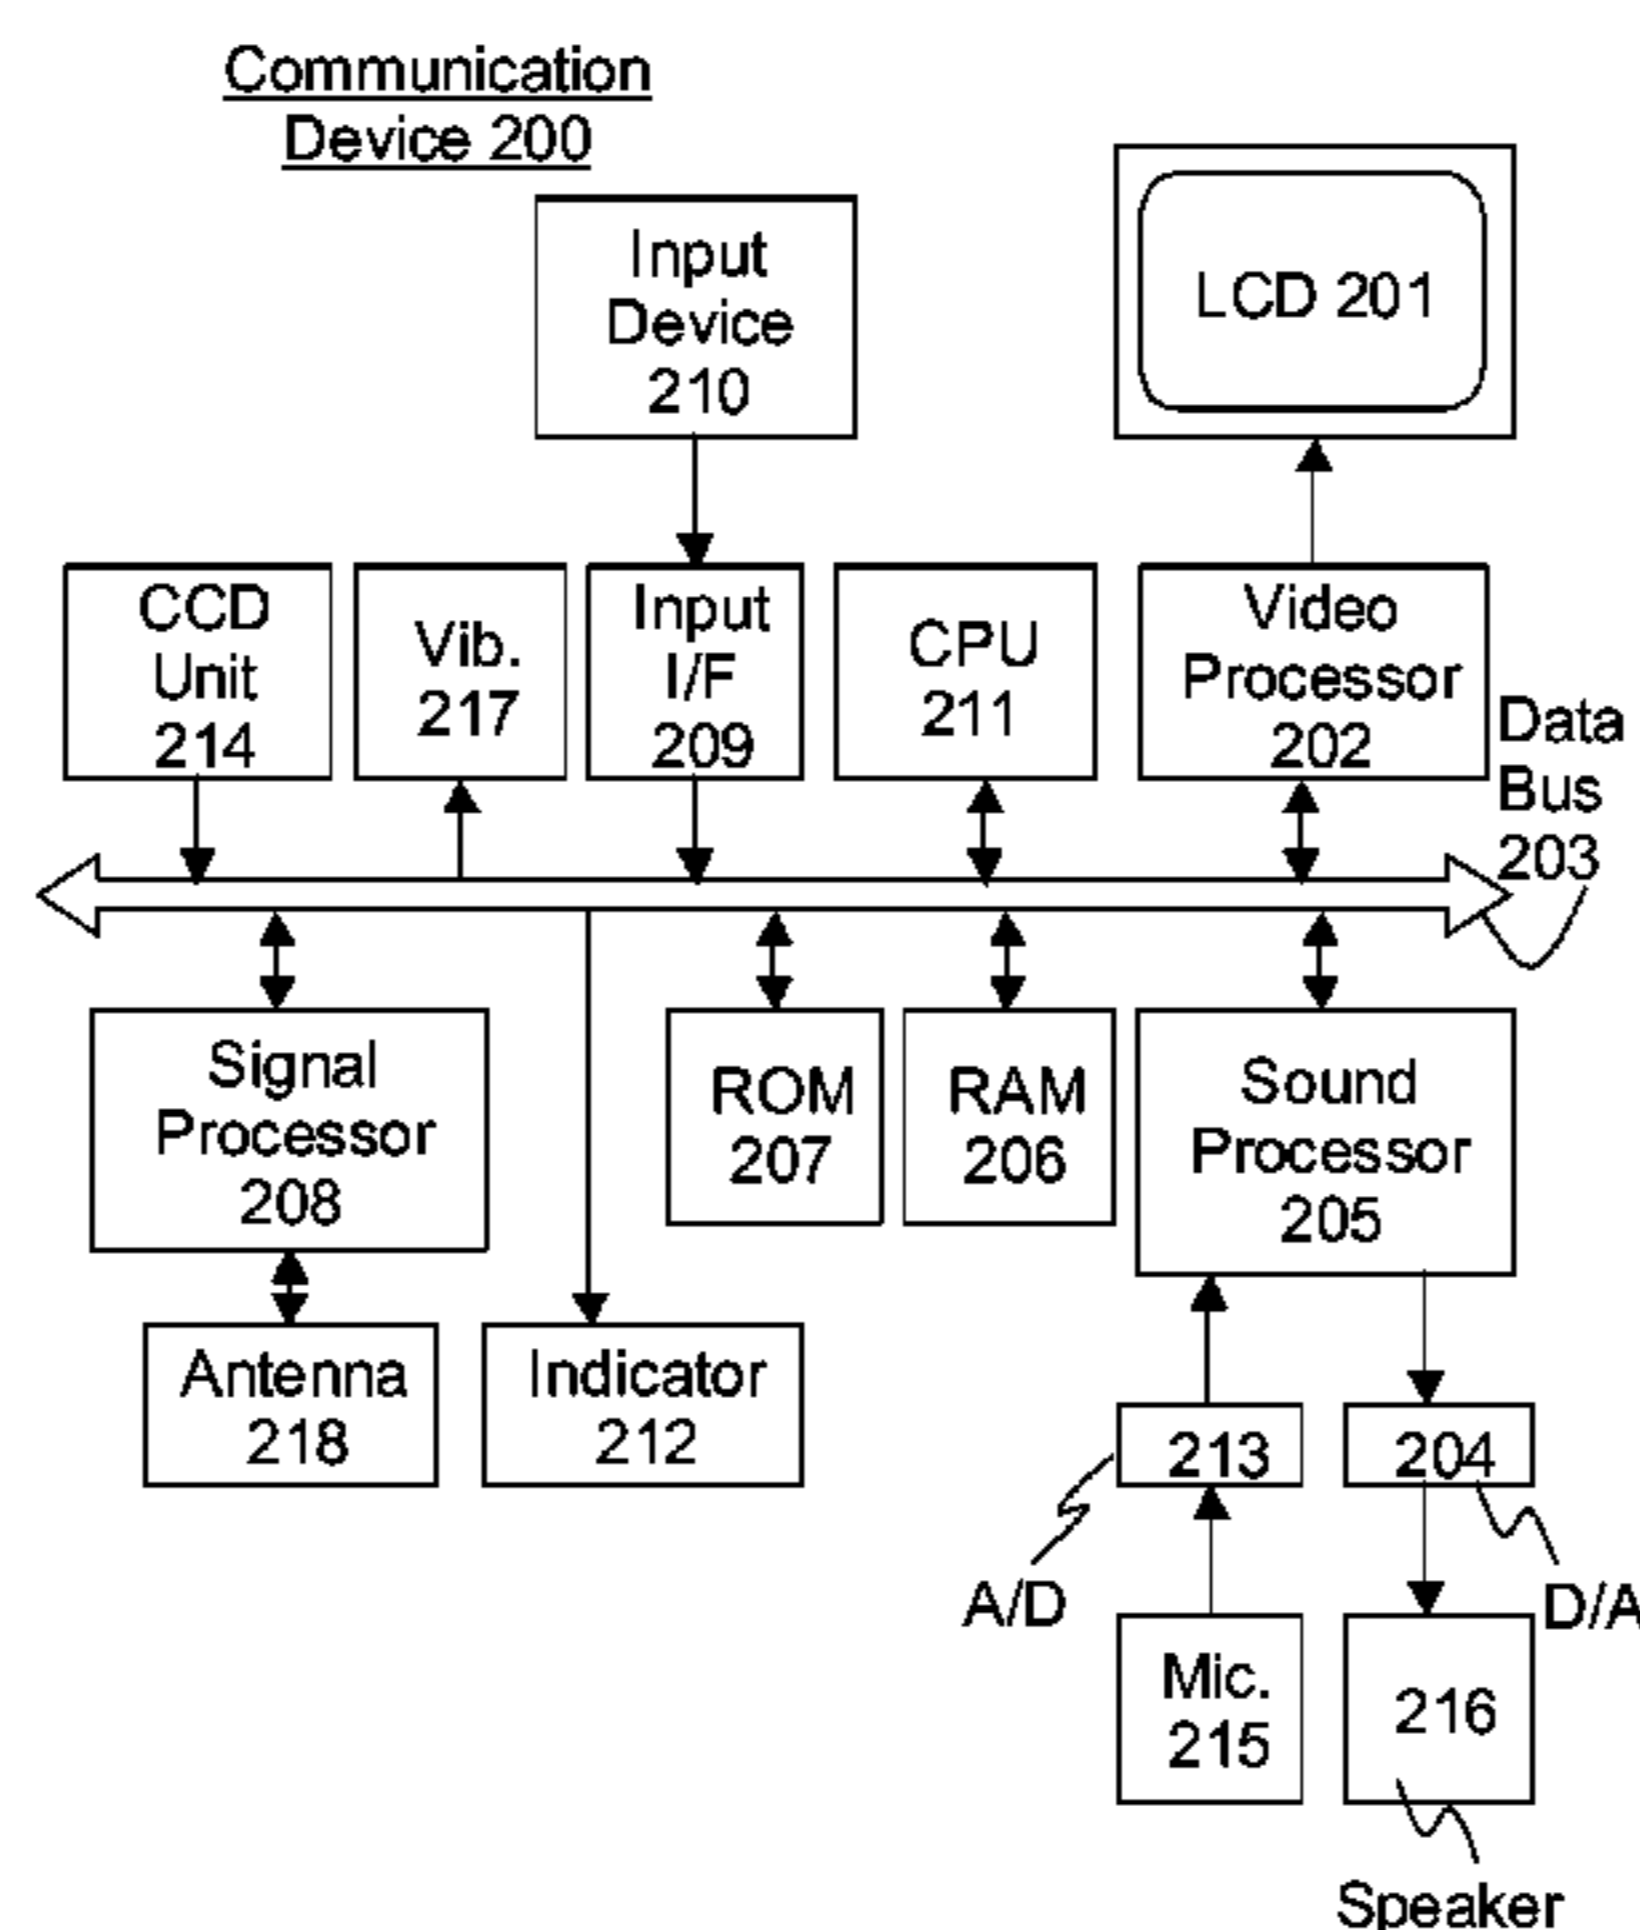 Communication
Device 200
Input
Device
210
LCD 201
CCD
Unit
214
Vib.
217
Input
I/F
209
CPU
211
Video
Processor
202
Data
Bus
203
Signal
Processor
208
ROM
207
RAM
206
Sound
Processor
205
Antenna
218
Indicator
212
213
204
A/D
D/A
Mic.
215
216
Speaker